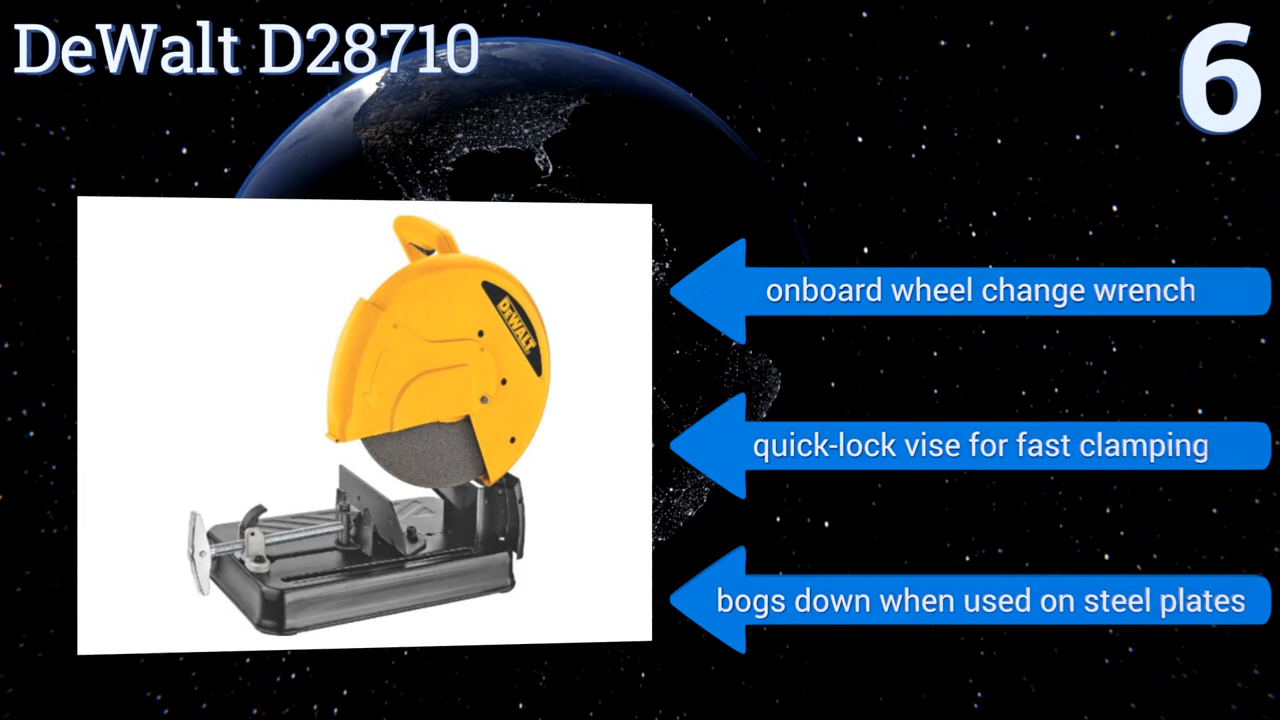 DeWalt D28710
6
DEWALT
onboard wheel change wrench
quick-lock vise for fast clamping
bogs down when used on steel plates